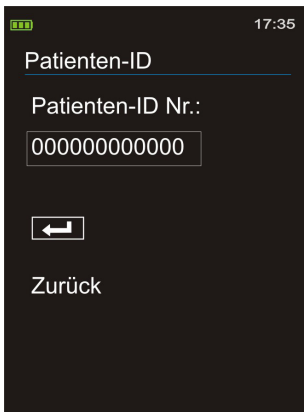 17:35
Patienten-ID
Patienten-ID Nr.:
000000000000
Zurück